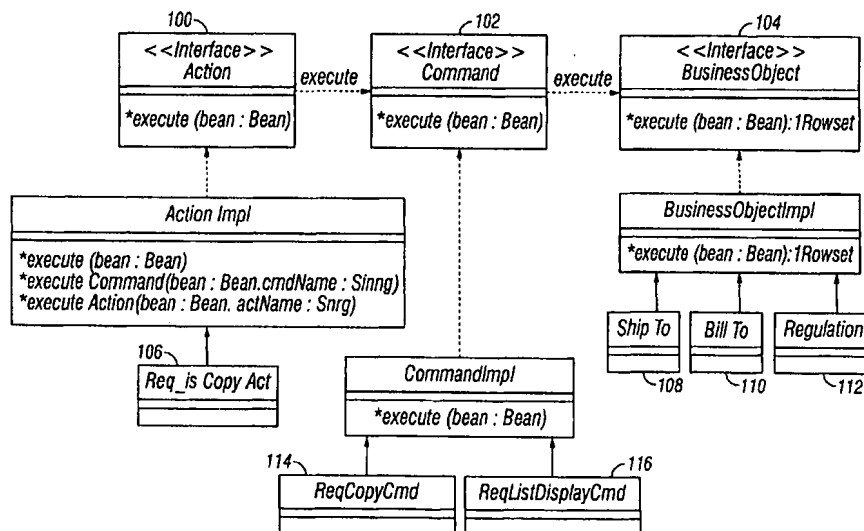 100
102
104
<<Interface>>
Action
execute
<<Interface>>
Command
execute
<<Interface>>
BusinessObject
*execute (bean : Bean)
*execute (bean : Bean)
*execute (bean : Bean):1Rowset
Action Impl
*execute (bean : Bean)
*execute Command(bean : Bean.cmdName : Sinng)
*execute Action(bean : Bean. actName : Snrg)
BusinessObjectImpl
*execute (bean : Bean):1Rowset
Ship To
Bill To
Regulation
108
110
112
106
Req_is Copy Act
CommandImpl
*execute (bean : Bean)
114
116
ReqCopyCmd
ReqListDisplayCmd